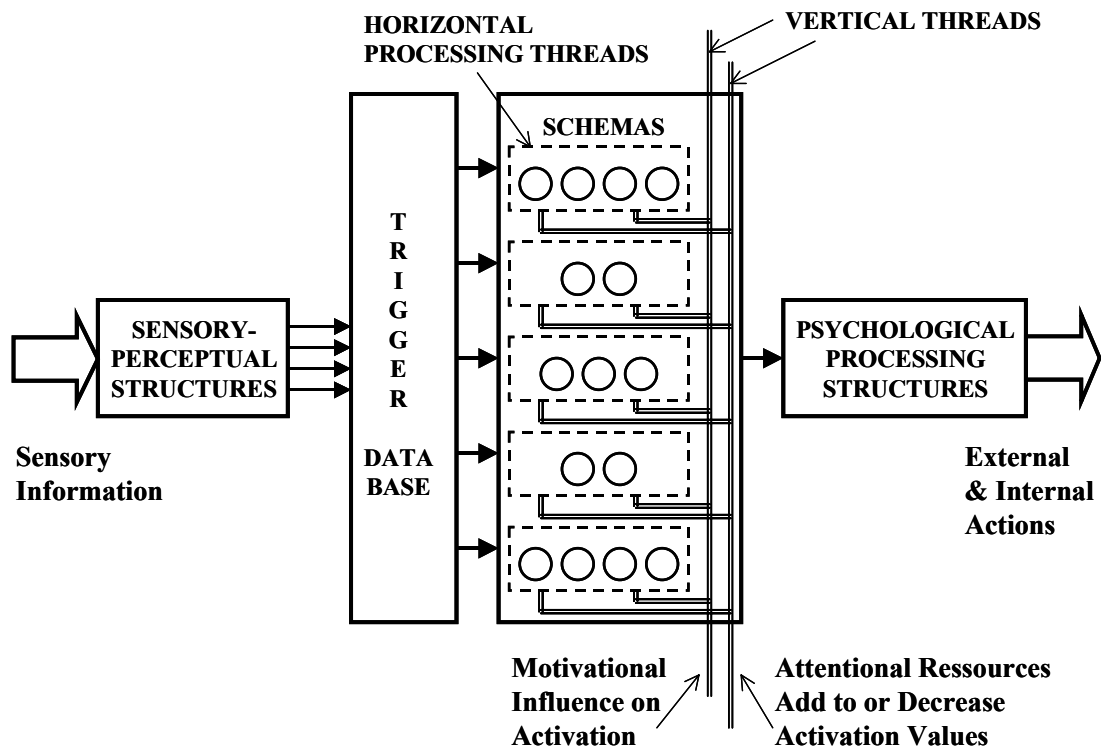 HORIZONTAL
PROCESSING THREADS
VERTICAL THREADS
SCHEMAS
T
R
I
G
G
E
R
DATA
BASE
SENSORY-
PERCEPTUAL
STRUCTURES
PSYCHOLOGICAL
PROCESSING
STRUCTURES
Sensory
Information
External
& Internal
Actions
Motivational
Influence on
Activation
Attentional Ressources
Add to or Decrease
Activation Values